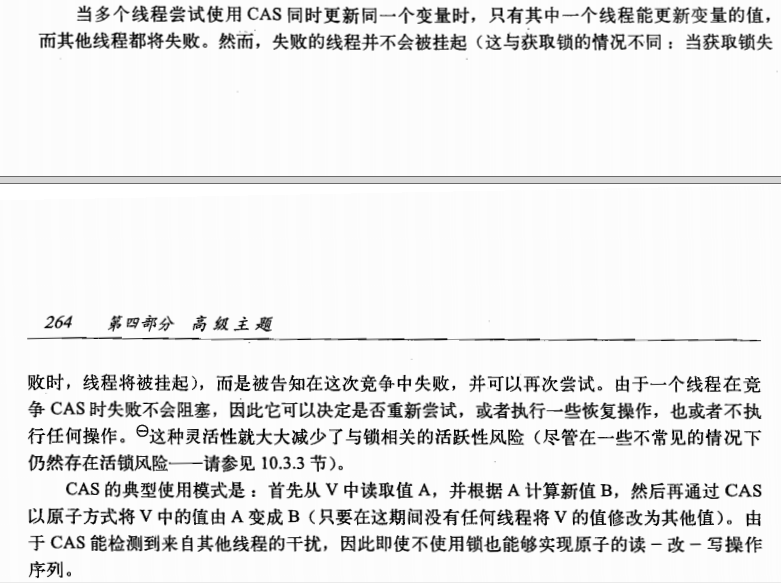 当多个线程尝试使用 CAS 同时更新同一个变量时，只有其中一个线程能更新变量的值，
而其他线程都将失败。然而，失败的线程并不会被挂起（这与获取锁的情况不同：当获取锁失
264 第四部分 高级主题
败时，线程将被挂起），而是被告知在这次竞争中失败，并可以再次尝试。由于一个线程在竞
争 CAS 时失败不会阻塞，因此它可以决定是否重新尝试，或者执行一些恢复操作，也或者不执
行任何操作。㊀这种灵活性就大大减少了与锁相关的活跃性风险（尽管在一些不常见的情况下
仍然存在活锁风险——请参见 10.3.3 节）。
CAS 的典型使用模式是：首先从 V 中读取值 A，并根据 A 计算新值 B，然后再通过 CAS
以原子方式将 V 中的值由 A 变成 B（只要在这期间没有任何线程将 V 的值修改为其他值）。由
于 CAS 能检测到来自其他线程的干扰，因此即使不使用锁也能够实现原子的读－改－写操作
序列。